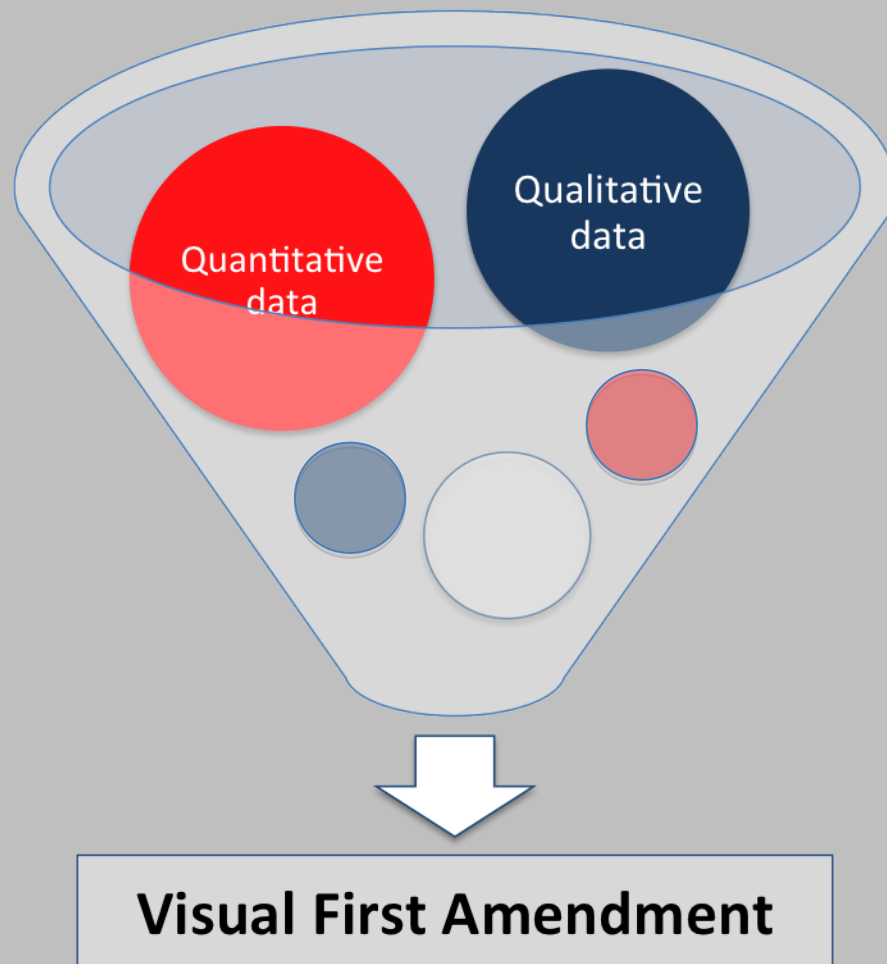 Qualitative
data
Quantitative
data
Visual First Amendment